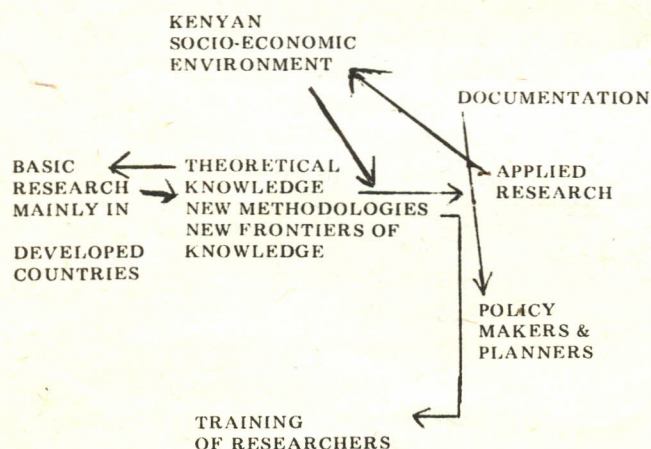 KENYAN
SOCIO-ECONOMIC
ENVIRONMENT
DOCUMENTATION
BASIC
RESEARCH
MAINLY IN
DEVELOPED
COUNTRIES
THEORETICAL
KNOWLEDGE
NEW METHODOLOGIES
NEW FRONTIERS OF
KNOWLEDGE
APPLIED
RESEARCH
POLICY
MAKERS &
PLANNERS
TRAINING
OF RESEARCHERS